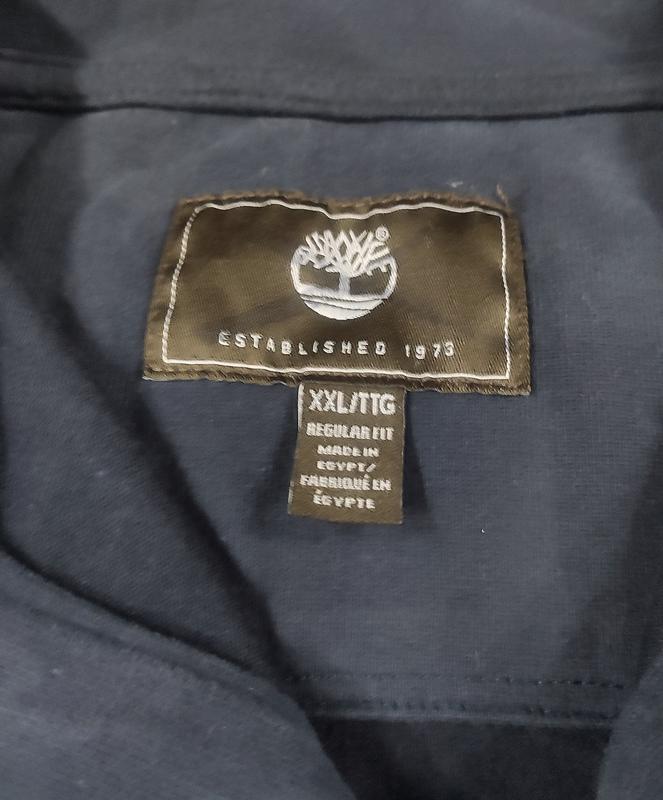 ®
ESTABLISHED 1973
XXL/TTG
REGULAR FIT
MADE IN
EGYPT/
FABRIQUÉ EN
ÉGYPTE